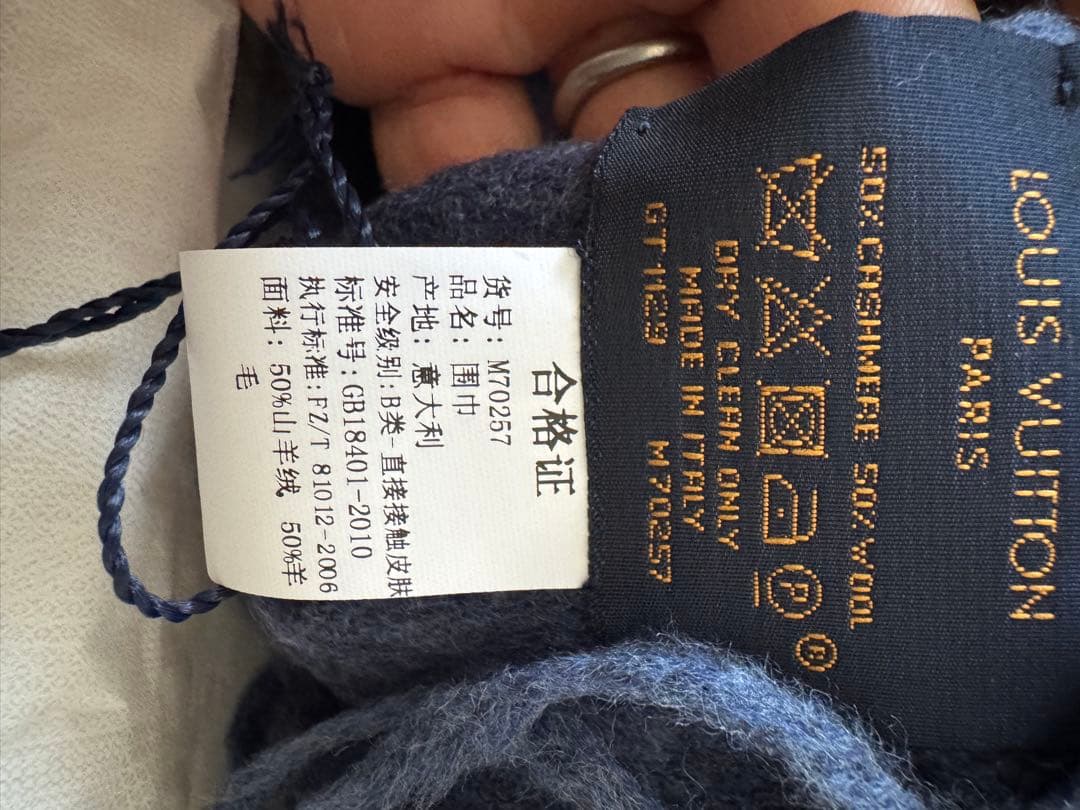 LOUIS VUITTON
PARIS
50% CASHMERE 50% WOOL
P
®
DRY CLEAN ONLY
MADE IN ITALY
GT1129 M70257
合格证
货号: M70257
品名: 围巾
产地: 意大利
安全级别:B类-直接接触皮肤
标准号:GB18401-2010
执行标准:FZ/T 81012-2006
面料: 50%山羊绒 50%羊
毛